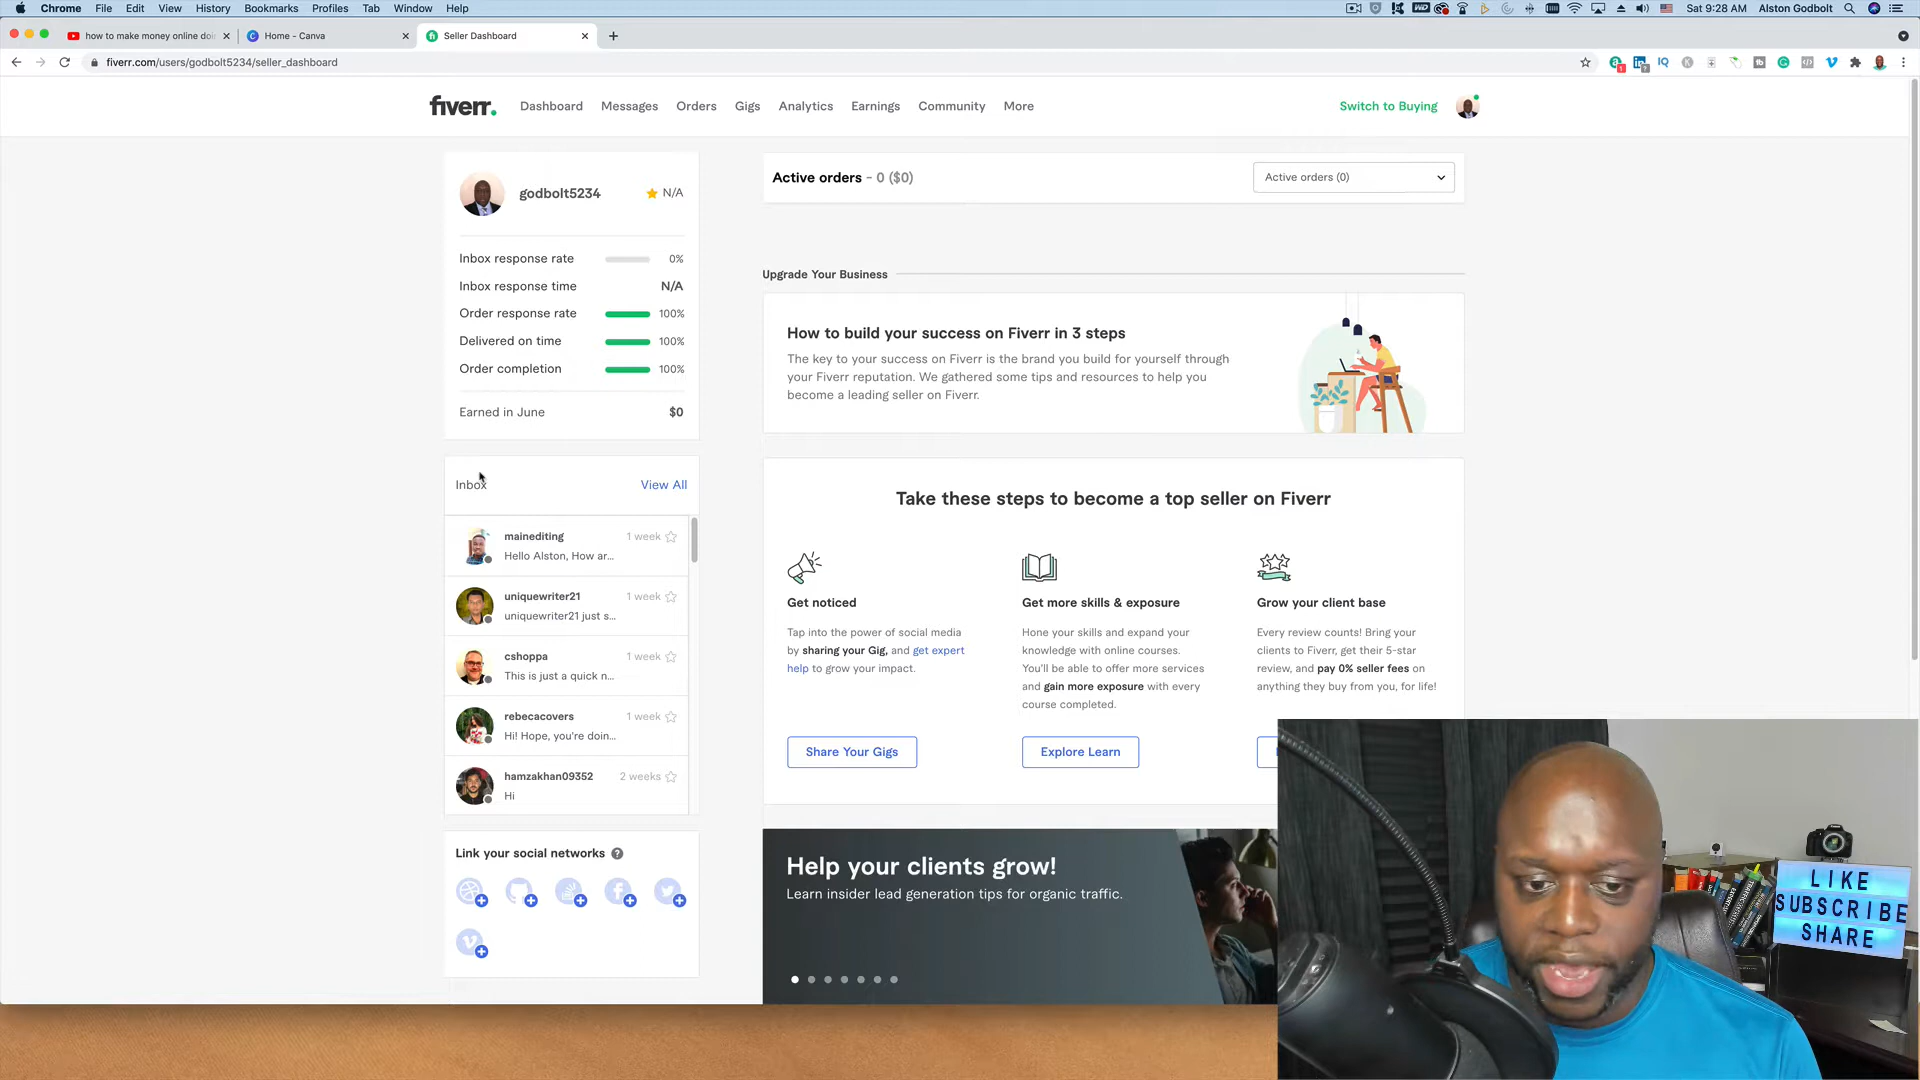 Chrome File Edit View History Bookmarks Profiles Tab Window Help
Sat 9:28 AM Alston Godbolt
how to make money online doi
Home - Canva
Seller Dashboard
fiverr.com/users/godbolt5234/seller_dashboard
fiverr.
Dashboard Messages Orders Gigs Analytics Earnings Community More
Switch to Buying
godbolt5234
N/A
Inbox response rate 0%
Inbox response time N/A
Order response rate 100%
Delivered on time 100%
Order completion 100%
Earned in June $0
Active orders - 0 ($0)
Active orders (0)
Upgrade Your Business
How to build your success on Fiverr in 3 steps
The key to your success on Fiverr is the brand you build for yourself through
your Fiverr reputation. We gathered some tips and resources to help you
become a leading seller on Fiverr.
Inbox
View All
mainediting 1 week
Hello Alston, How ar...
uniquewriter21 1 week
uniquewriter21 just s...
cshoppa 1 week
This is just a quick n...
rebecacovers 1 week
Hi! Hope, you're doin...
hamzakhan09352 2 weeks
Hi
Link your social networks
Take these steps to become a top seller on Fiverr
Get noticed
Tap into the power of social media
by sharing your Gig, and get expert
help to grow your impact.
Share Your Gigs
Get more skills & exposure
Hone your skills and expand your
knowledge with online courses.
You'll be able to offer more services
and gain more exposure with every
course completed.
Explore Learn
Grow your client base
Every review counts! Bring your
clients to Fiverr, get their 5-star
review, and pay 0% seller fees on
anything they buy from you, for life!
Help your clients grow!
Learn insider lead generation tips for organic traffic.
LIKE
SUBSCRIBE
SHARE